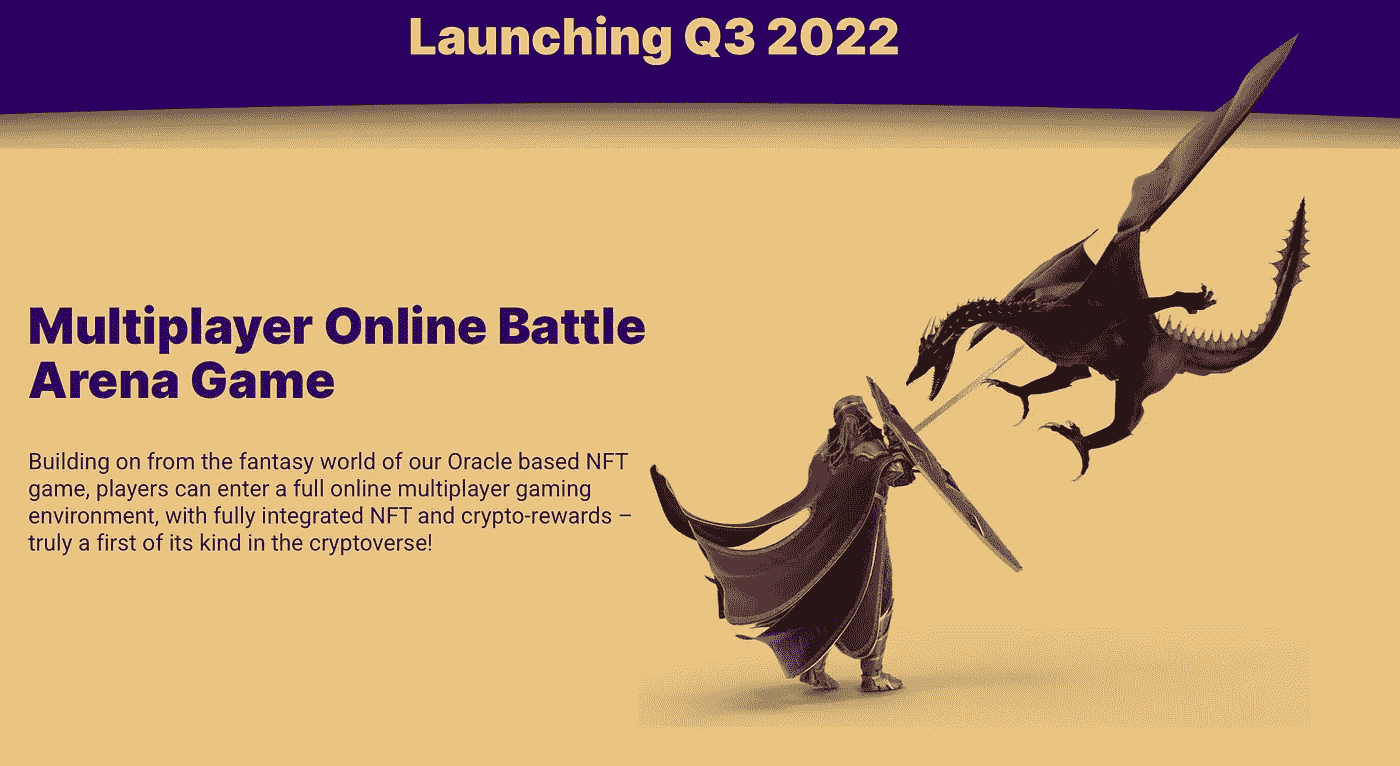 Launching Q3 2022
Multiplayer Online Battle
Arena Game
Building on from the fantasy world of our Oracle based NFT
game, players can enter a full online multiplayer gaming
environment, with fully integrated NFT and crypto-rewards –
truly a first of its kind in the cryptoverse!